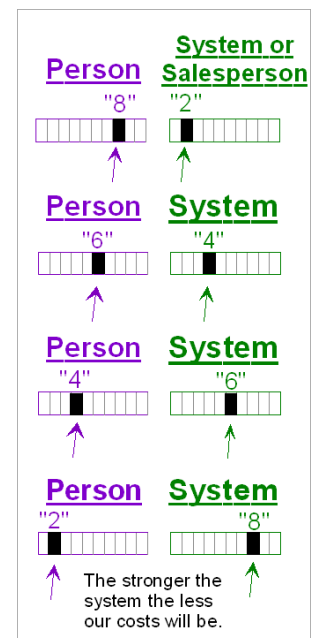 System or
Person Salesperson
"8" "2"
Person System
"6" "4"
Person System
"4" "6"
Person System
"2" "8"
The stronger the
system the less
our costs will be.